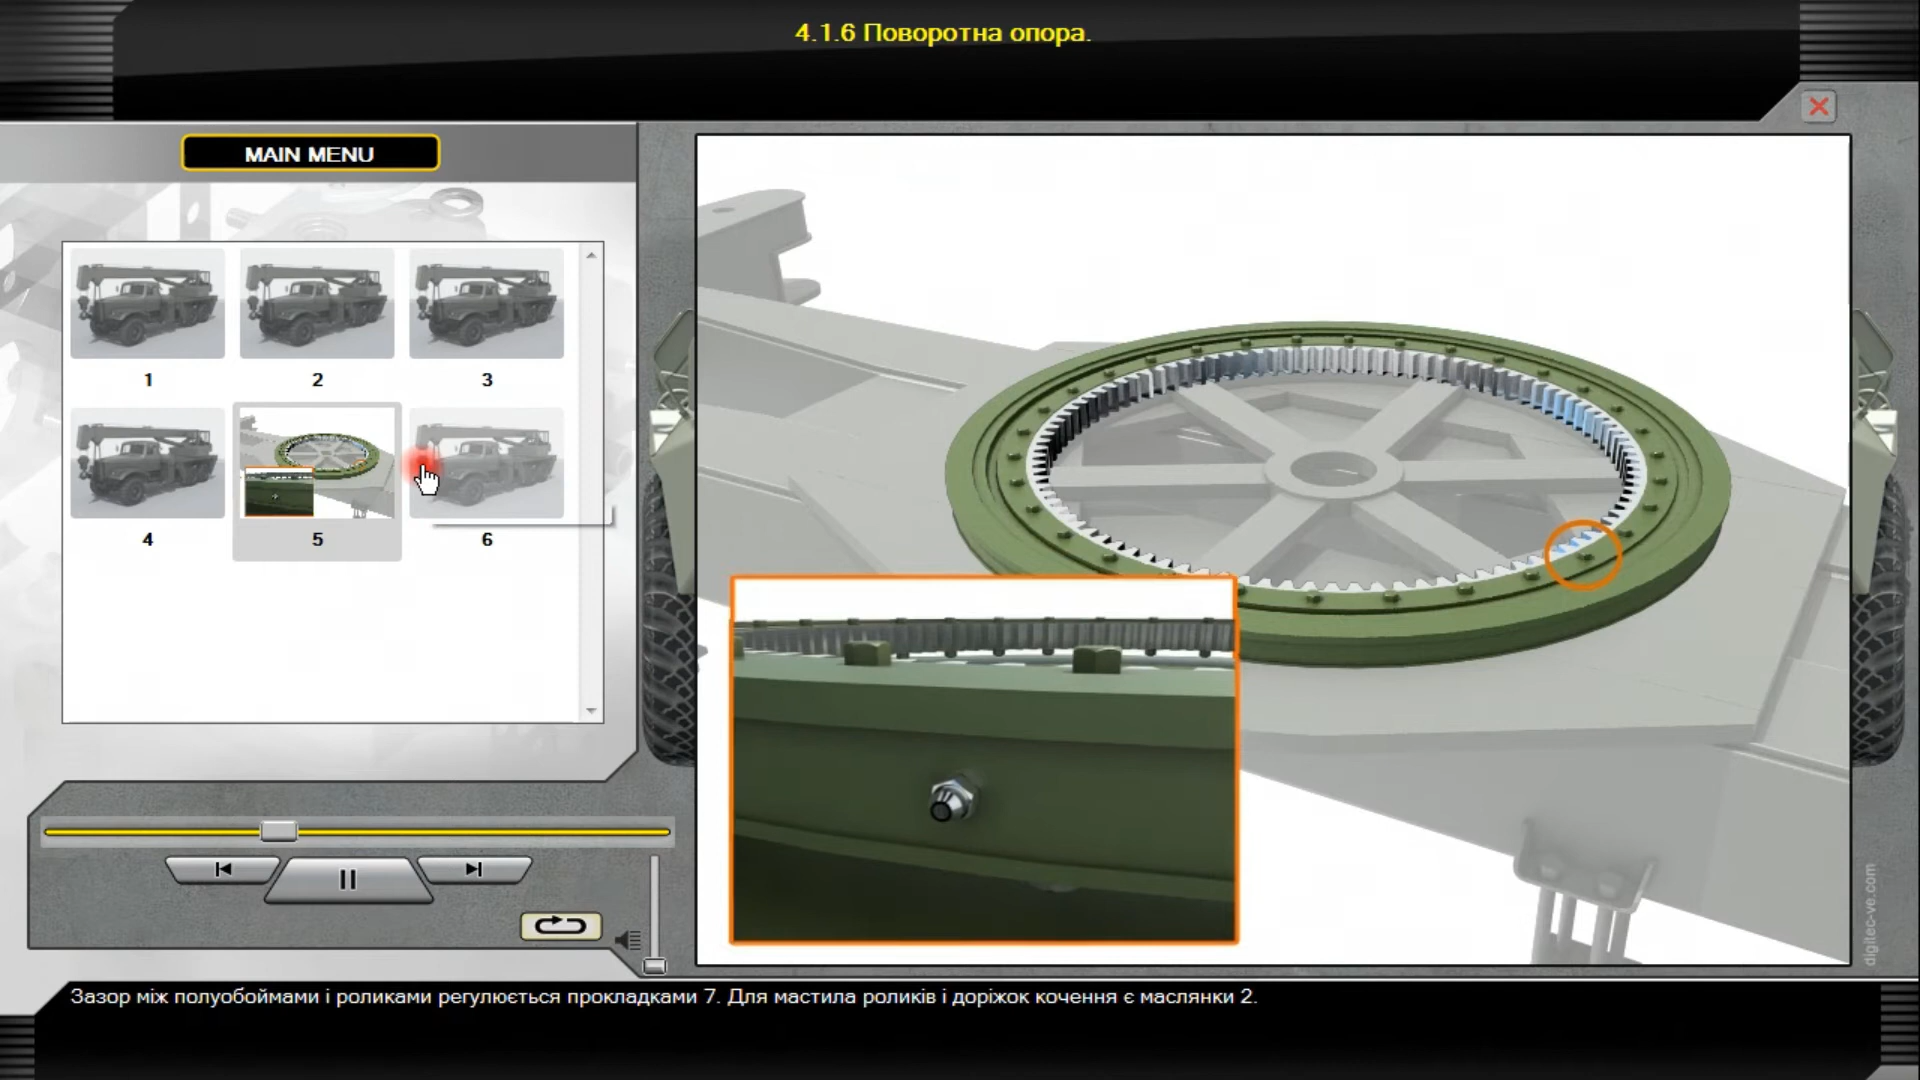 4.1.6 Поворотна опора.
MAIN MENU
1 2 3
4 5 6
digitec-ve.com
Зазор між полуобоймами і роликами регулюється прокладками 7. Для мастила роликів і доріжок кочення є маслянки 2.